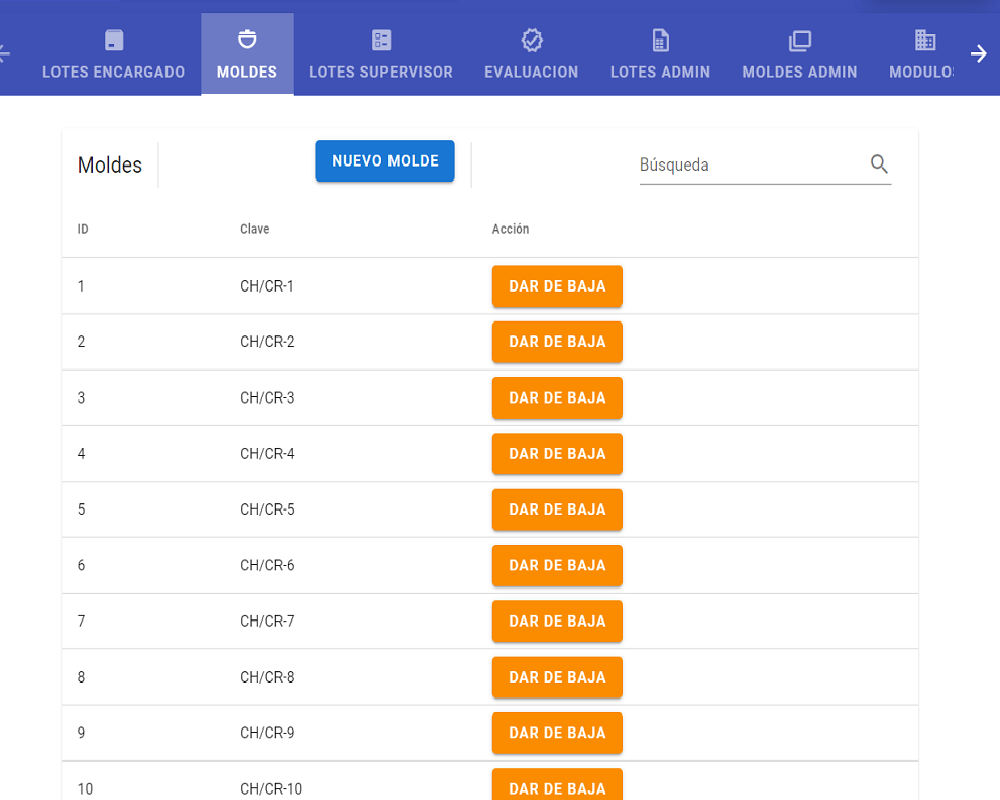 LOTES ENCARGADO MOLDES LOTES SUPERVISOR EVALUACION LOTES ADMIN MOLDES ADMIN
Moldes NUEVO MOLDE Búsqueda
ID Clave Acción
1 CH/CR-1 DAR DE BAJA
2 CH/CR-2 DAR DE BAJA
3 CH/CR-3 DAR DE BAJA
4 CH/CR-4 DAR DE BAJA
5 CH/CR-5 DAR DE BAJA
6 CH/CR-6 DAR DE BAJA
7 CH/CR-7 DAR DE BAJA
8 CH/CR-8 DAR DE BAJA
9 CH/CR-9 DAR DE BAJA
10 CH/CR-10 DAR DE BAJA